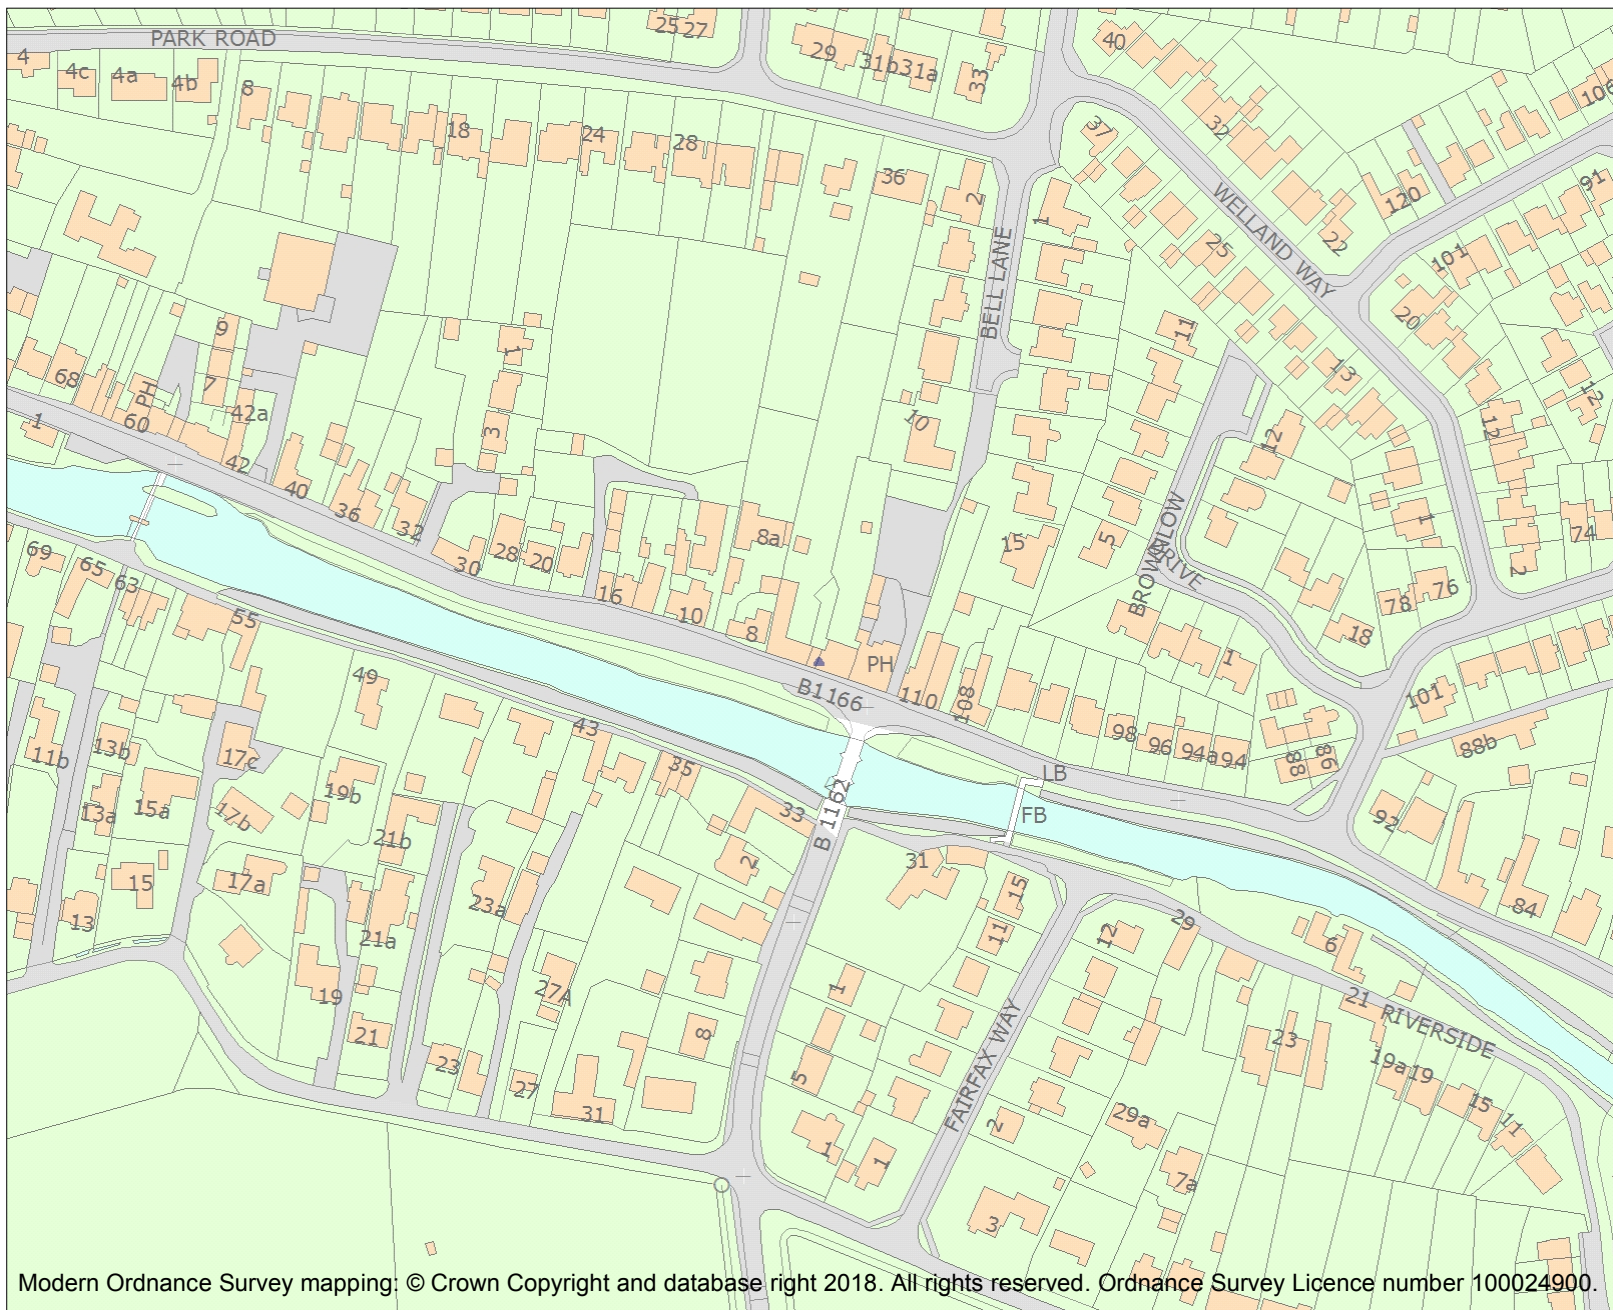 PARK ROAD
25 27
29
31b 31a
33
40
4
4c
4a
4b
8
18
24
28
36
2
1
37
32
106
120
91
22
WELLAND WAY
25
101
20
BELL LANE
9
7
68
PH
60
42a
42
1
1
3
40
36
32
30
28
20
16
10
8a
8
10
11
13
12
12
12
1
74
2
76
78
18
BROWNLOW
DRIVE
5
15
1
69
65
63
55
49
43
35
33
B1166
PH
110
108
98
96
94a
94
88
86
101
88b
92
84
LB
FB
B 1162
11b
13b
13a
15a
17c
17b
19b
21b
15
13
17a
21a
23a
19
21
27A
23
27
31
2
8
31
15
11
12
29
6
21
RIVERSIDE
1
5
FAIRFAX WAY
23
19a
19
15
11
29a
2
1
1
7a
3
Modern Ordnance Survey mapping: © Crown Copyright and database right 2018. All rights reserved. Ordnance Survey Licence number 100024900.